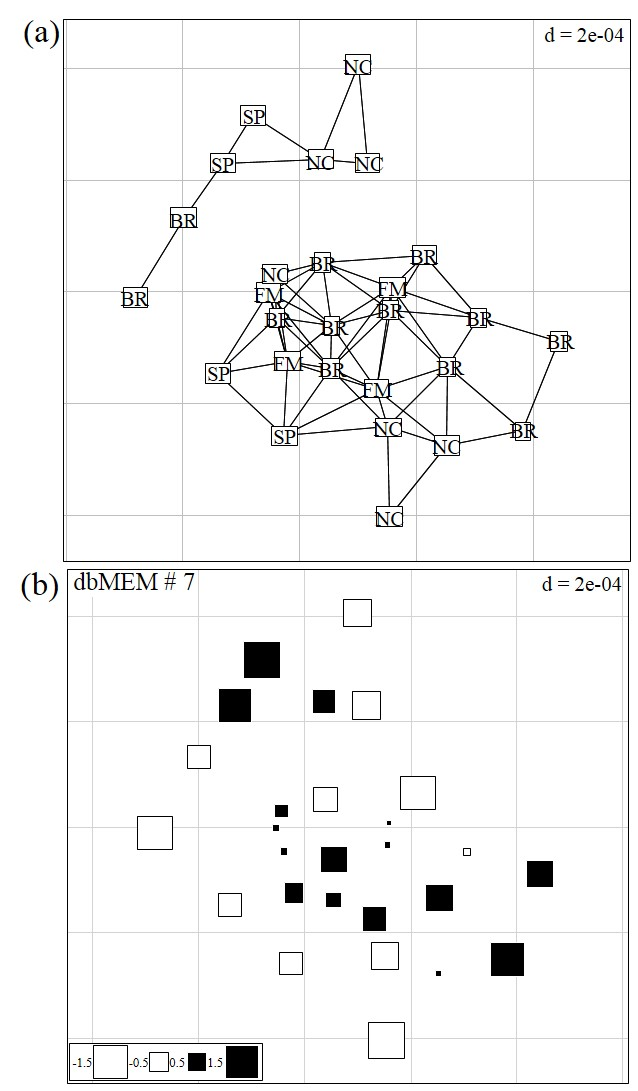 (a)
d = 2e-04
NC
SP
SP
NC
NC
BR
BR
BR
BR
NC
FM
FM
BR
BR
BR
BR
BR
FM
BR
BR
SP
FM
BR
NC
BR
SP
NC
NC
(b)
dbMEM # 7
d = 2e-04
-1.5 -0.5 0.5 1.5